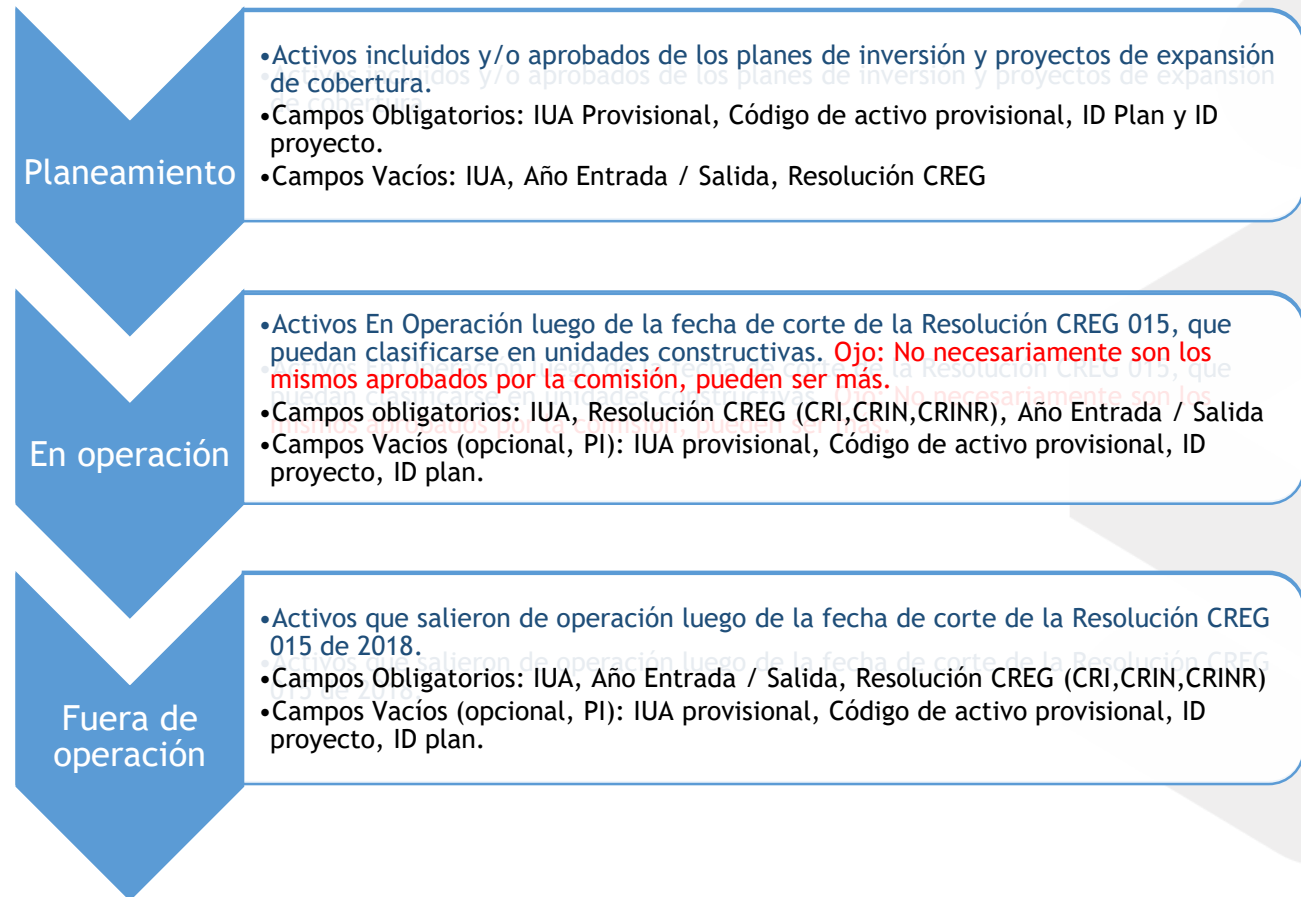 Planeamiento
•Activos incluidos y/o aprobados de los planes de inversión y proyectos de expansión
de cobertura.
•Campos Obligatorios: IUA Provisional, Código de activo provisional, ID Plan y ID
proyecto.
•Campos Vacíos: IUA, Año Entrada / Salida, Resolución CREG
En operación
•Activos En Operación luego de la fecha de corte de la Resolución CREG 015, que
puedan clasificarse en unidades constructivas. Ojo: No necesariamente son los
mismos aprobados por la comisión, pueden ser más.
•Campos obligatorios: IUA, Resolución CREG (CRI,CRIN,CRINR), Año Entrada / Salida
•Campos Vacíos (opcional, PI): IUA provisional, Código de activo provisional, ID
proyecto, ID plan.
Fuera de
operación
•Activos que salieron de operación luego de la fecha de corte de la Resolución CREG
015 de 2018.
•Campos Obligatorios: IUA, Año Entrada / Salida, Resolución CREG (CRI,CRIN,CRINR)
•Campos Vacíos (opcional, PI): IUA provisional, Código de activo provisional, ID
proyecto, ID plan.